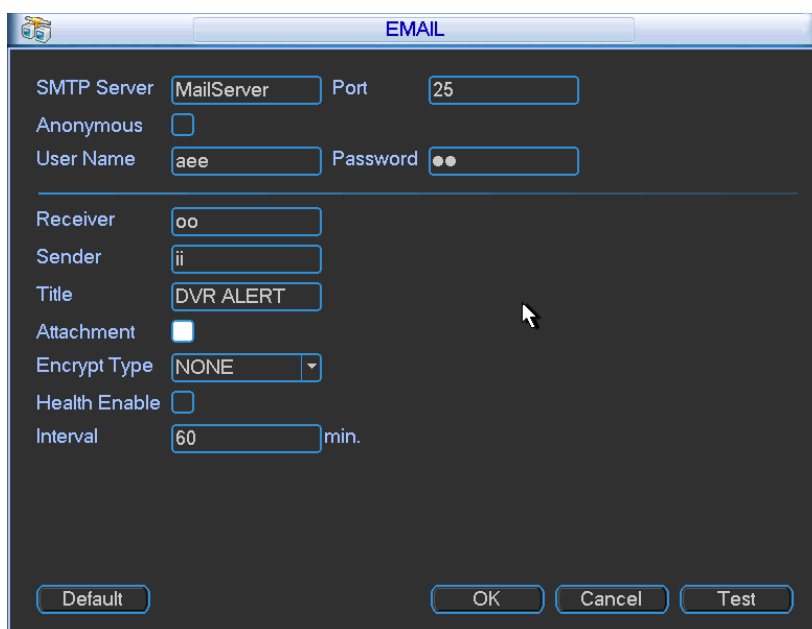 EMAIL
SMTP Server MailServer Port 25
Anonymous
User Name aee Password ●●
Receiver oo
Sender ii
Title DVR ALERT
Attachment
Encrypt Type NONE
Health Enable
Interval 60 min.
Default OK Cancel Test